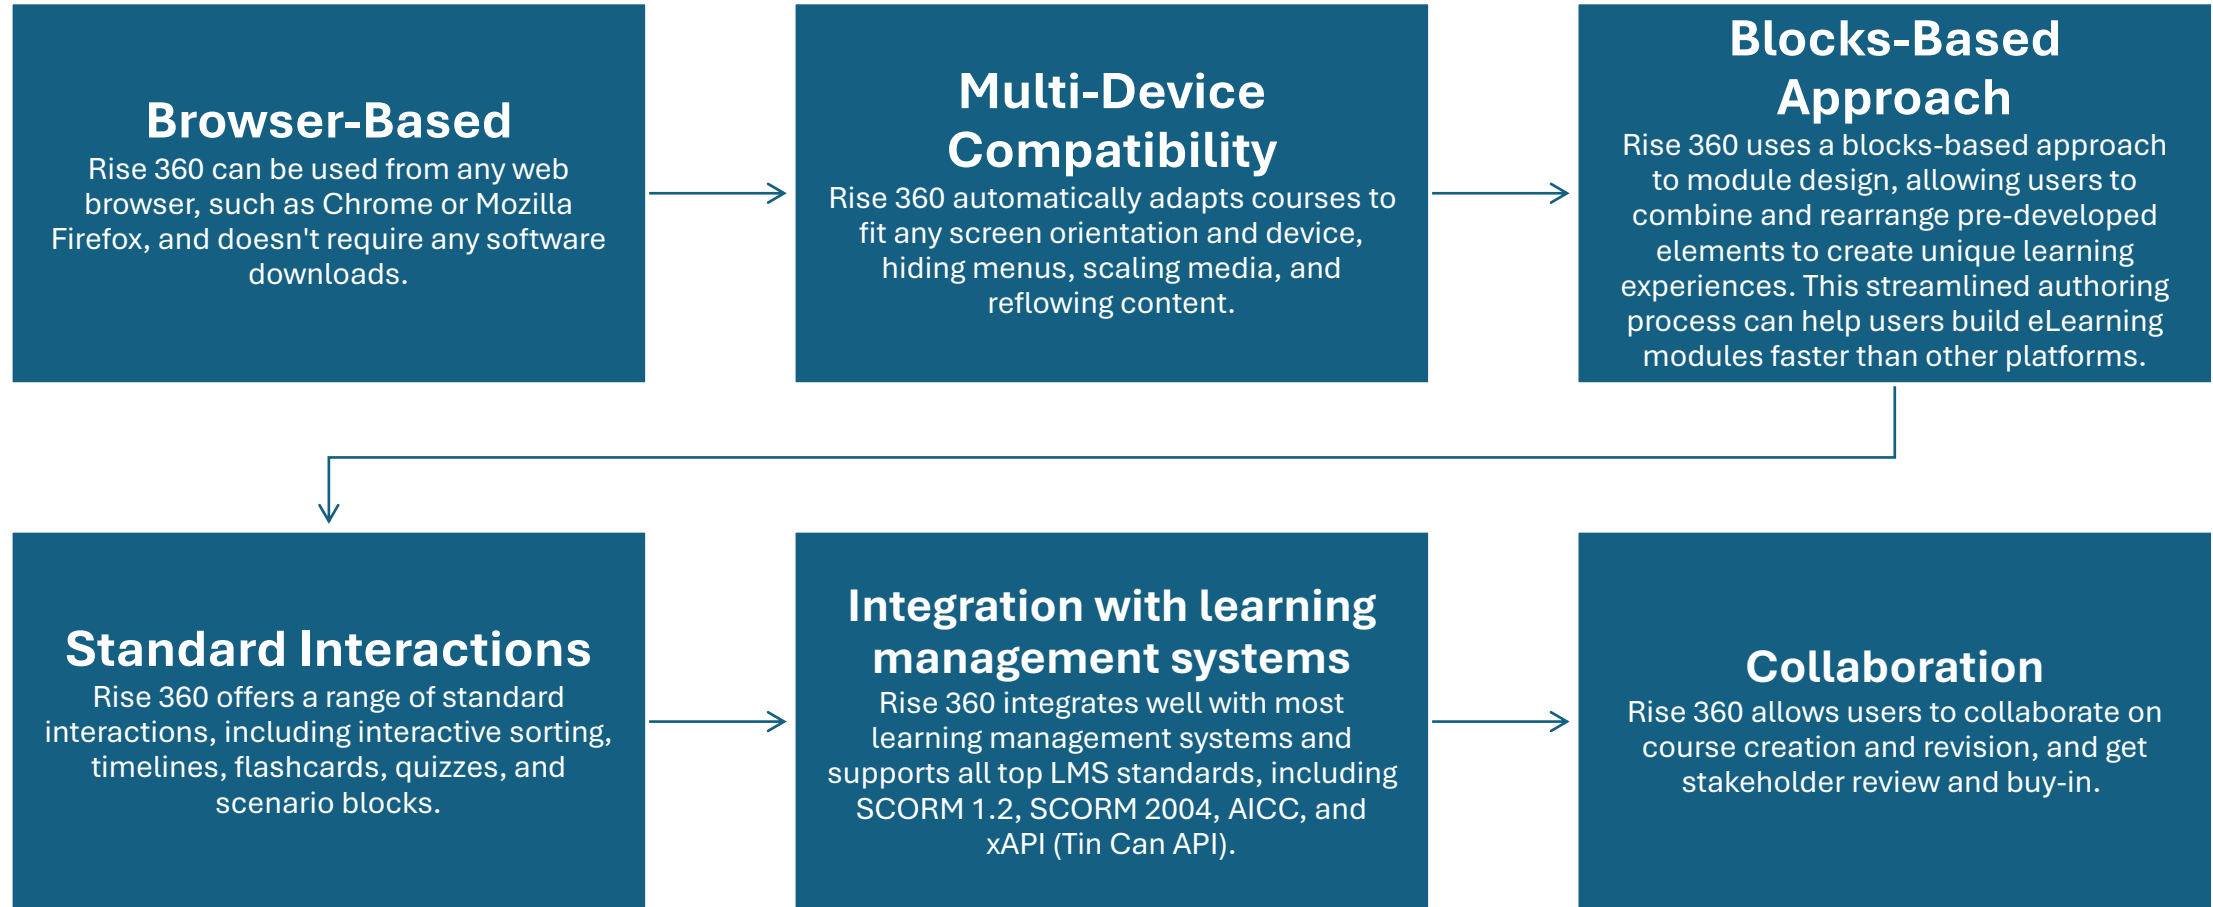 Browser-Based
Rise 360 can be used from any web
browser, such as Chrome or Mozilla
Firefox, and doesn't require any software
downloads.
Multi-Device
Compatibility
Rise 360 automatically adapts courses to
fit any screen orientation and device,
hiding menus, scaling media, and
reflowing content.
Blocks-Based
Approach
Rise 360 uses a blocks-based approach
to module design, allowing users to
combine and rearrange pre-developed
elements to create unique learning
experiences. This streamlined authoring
process can help users build eLearning
modules faster than other platforms.
Standard Interactions
Rise 360 offers a range of standard
interactions, including interactive sorting,
timelines, flashcards, quizzes, and
scenario blocks.
Integration with learning
management systems
Rise 360 integrates well with most
learning management systems and
supports all top LMS standards, including
SCORM 1.2, SCORM 2004, AICC, and
xAPI (Tin Can API).
Collaboration
Rise 360 allows users to collaborate on
course creation and revision, and get
stakeholder review and buy-in.